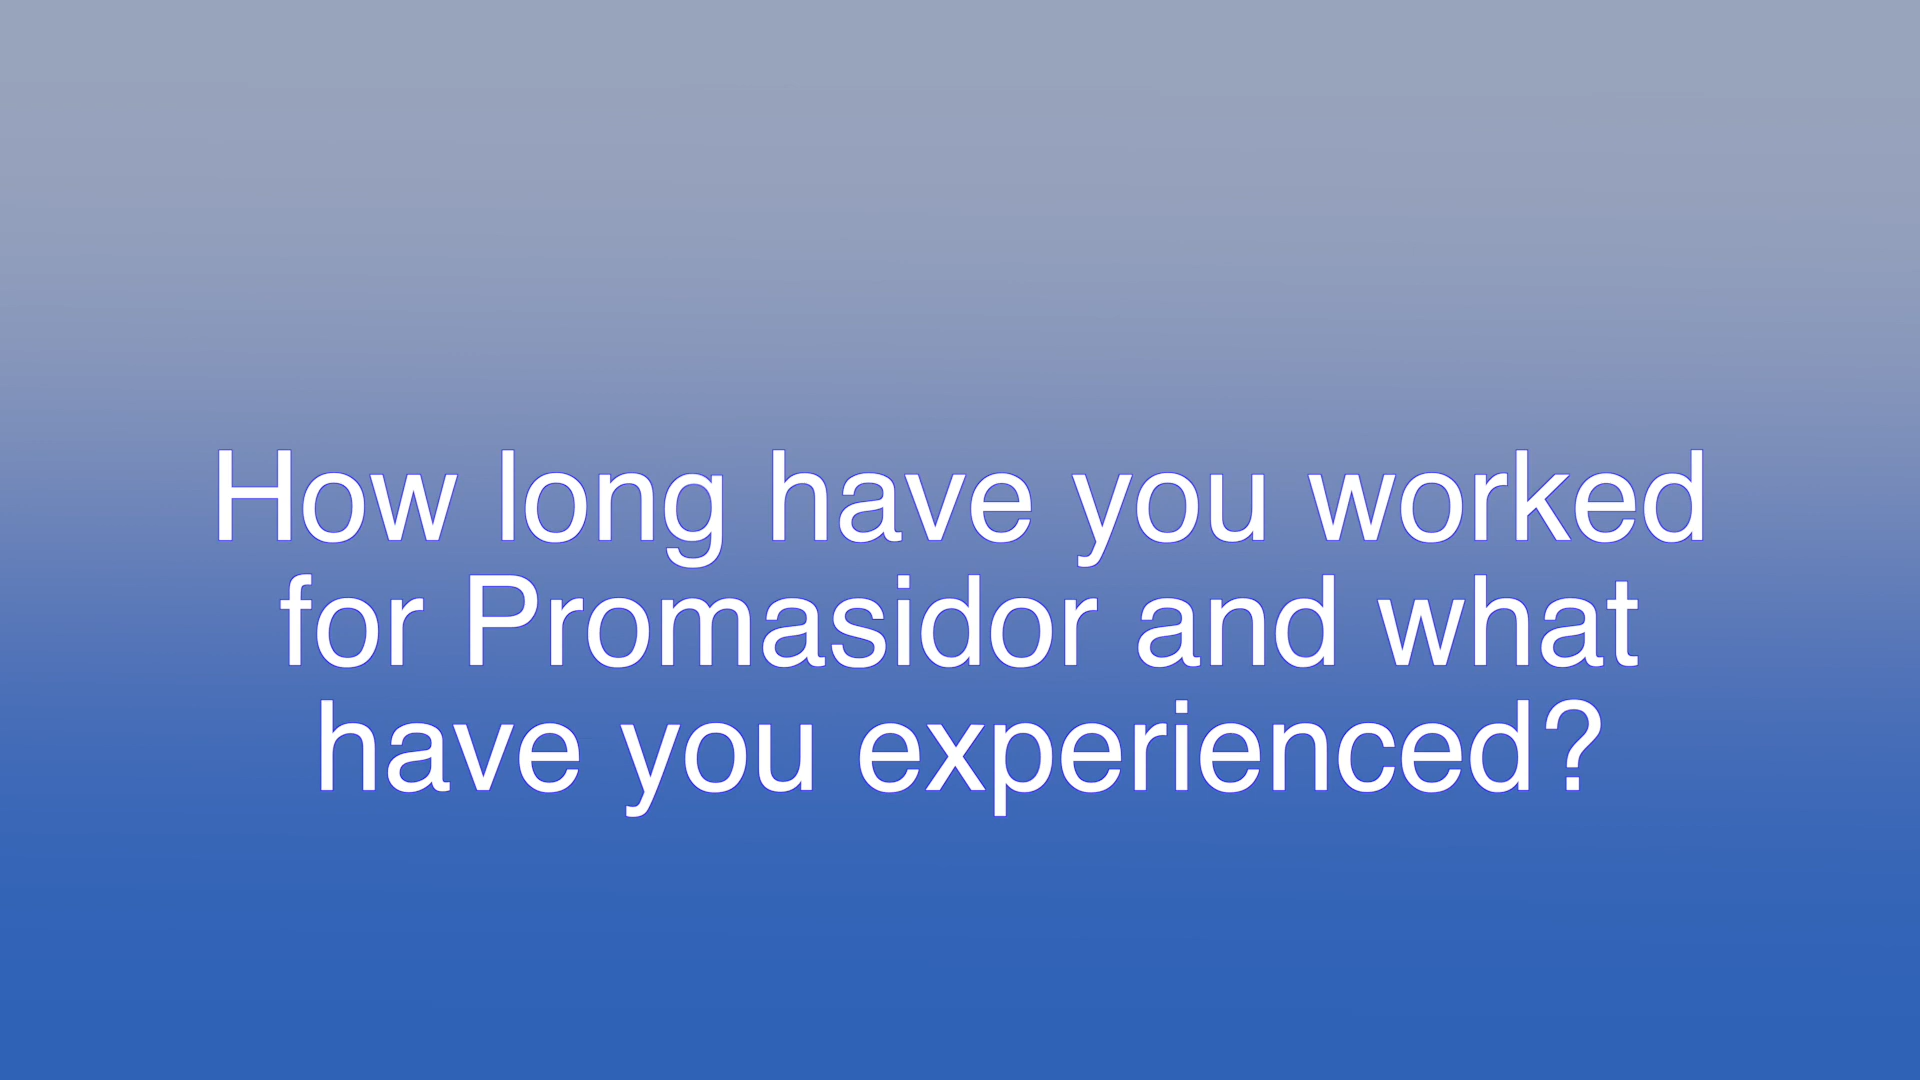 How long have you worked
for Promasidor and what
have you experienced?